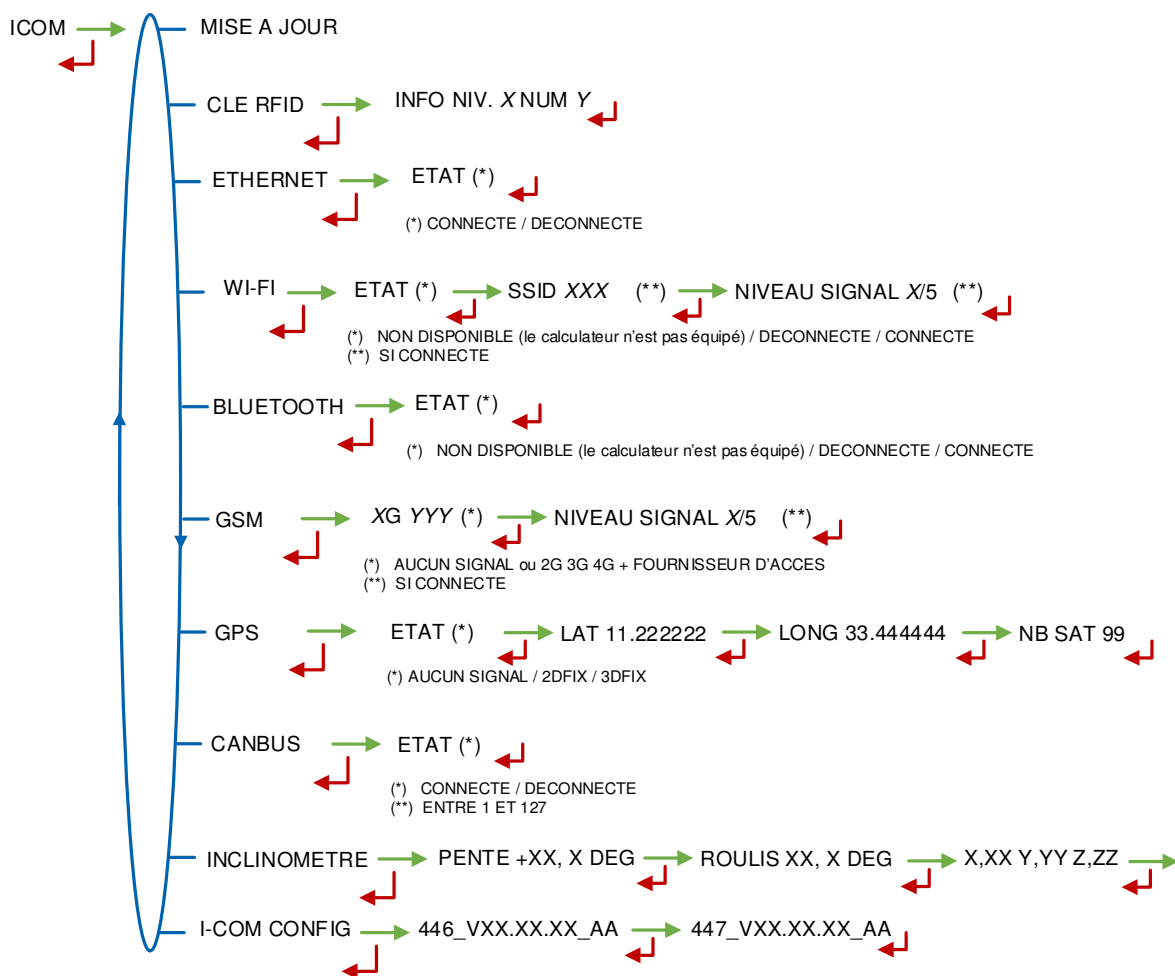 ICOM
MISE A JOUR
CLE RFID INFO NIV. X NUM Y
ETHERNET ETAT (*)
(*) CONNECTE / DECONNECTE
WI-FI ETAT (*) SSID XXX (**) NIVEAU SIGNAL X/5 (**)
(*) NON DISPONIBLE (le calculateur n'est pas équipé) / DECONNECTE / CONNECTE
(**) SI CONNECTE
BLUETOOTH ETAT (*)
(*) NON DISPONIBLE (le calculateur n'est pas équipé) / DECONNECTE / CONNECTE
GSM XG YYY (*) NIVEAU SIGNAL X/5 (**)
(*) AUCUN SIGNAL ou 2G 3G 4G + FOURNISSEUR D'ACCES
(**) SI CONNECTE
GPS ETAT (*) LAT 11.222222 LONG 33.444444 NB SAT 99
(*) AUCUN SIGNAL / 2DFIX / 3DFIX
CANBUS ETAT (*)
(*) CONNECTE / DECONNECTE
(**) ENTRE 1 ET 127
INCLINOMETRE PENTE +XX, X DEG ROULIS XX, X DEG X,XX Y,YY Z,ZZ
I-COM CONFIG 446_VXX.XX.XX_AA 447_VXX.XX.XX_AA